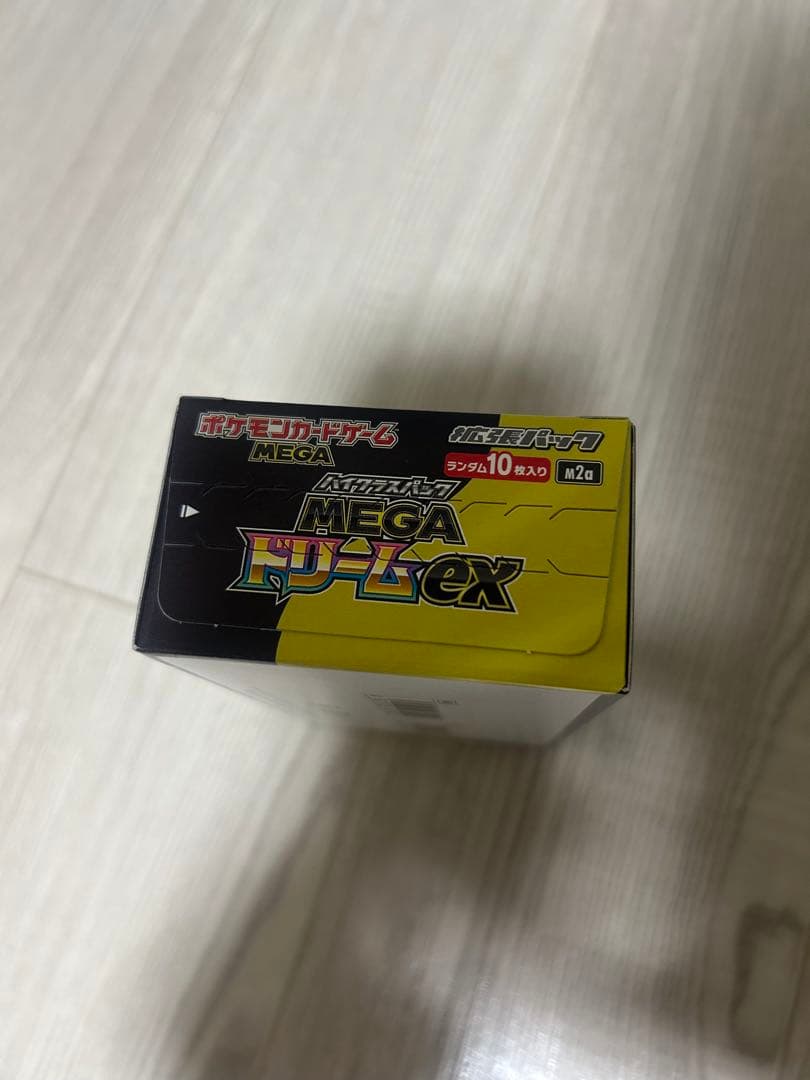 ポケモンカードゲーム
MEGA
拡張パック
ランダム10枚入り
M2a
ハイクラスパック
MEGA
ドリームex